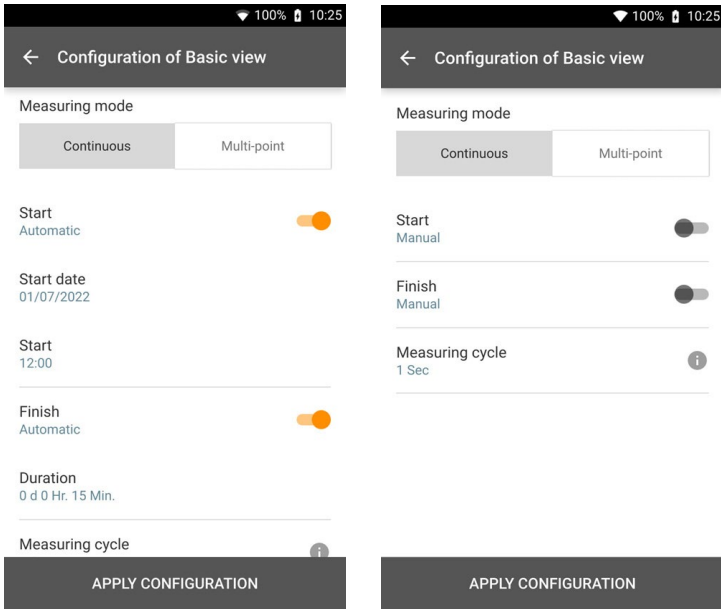 100% 10:25
Configuration of Basic view
Measuring mode
Continuous Multi-point
Start
Automatic
Start date
01/07/2022
Start
12:00
Finish
Automatic
Duration
0 d 0 Hr. 15 Min.
Measuring cycle
APPLY CONFIGURATION
100% 10:25
Configuration of Basic view
Measuring mode
Continuous Multi-point
Start
Manual
Finish
Manual
Measuring cycle
1 Sec
APPLY CONFIGURATION